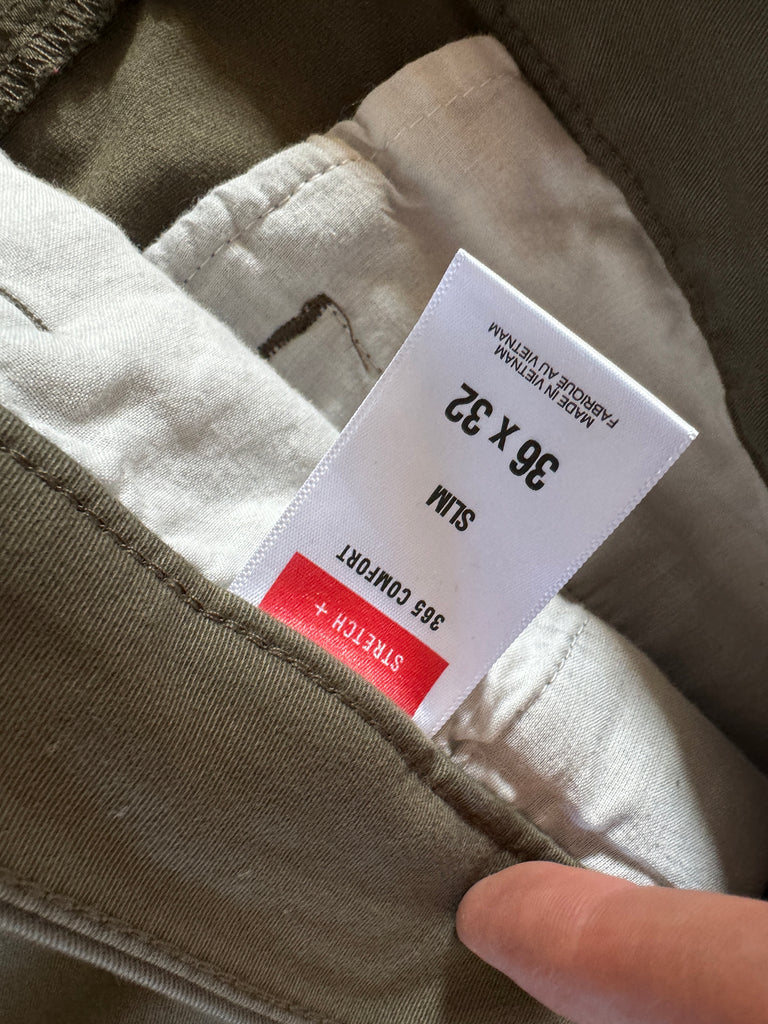 STRETCH +
365 COMFORT
SLIM
36 X 32
MADE IN VIETNAM
FABRIQUÉ AU VIETNAM